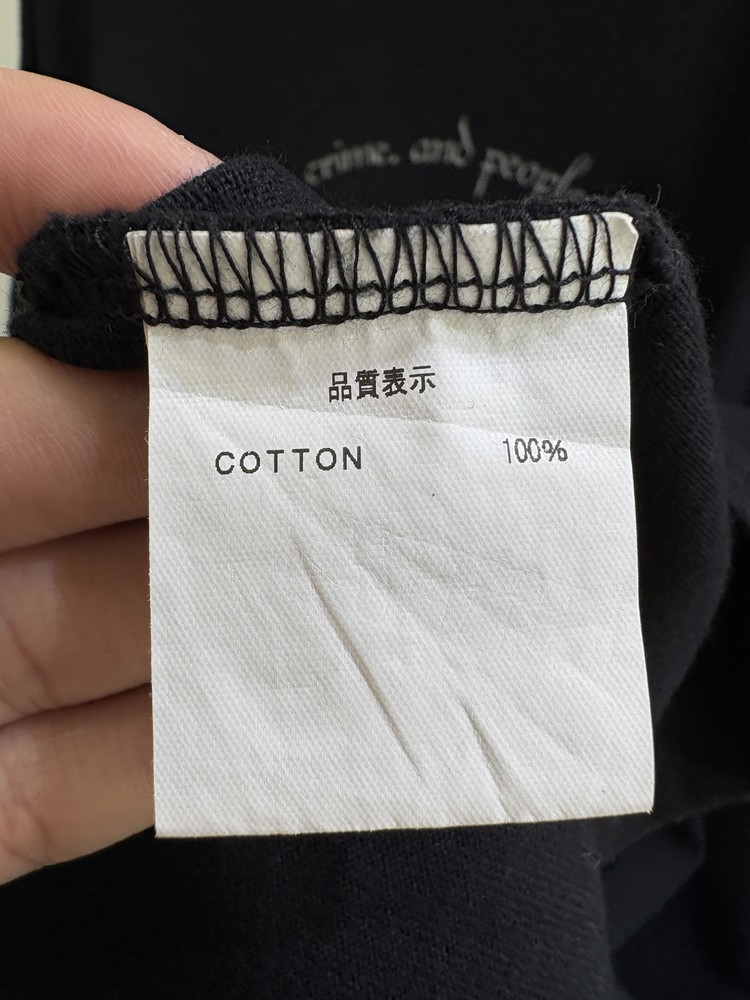 crime. and people
品質表示
COTTON 100%